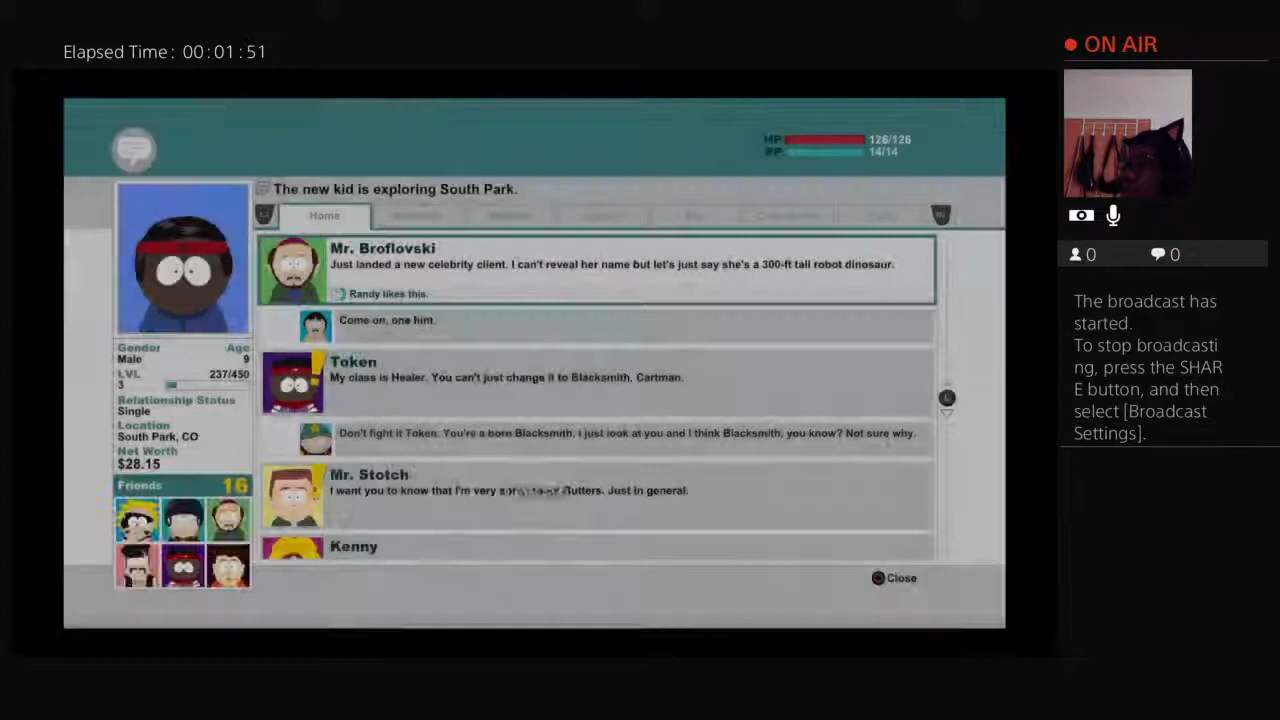 Elapsed Time: 00:01:51
ON AIR
HP 126/126
PP 14/14
The new kid is exploring South Park.
Home
Mr. Broflovski
Just landed a new celebrity client. I can't reveal her name but let's just say she's a 300-ft tall robot dinosaur.
Randy likes this.
Come on, one hint.
Token
My class is Healer. You can't just change it to Blacksmith, Cartman.
Don't fight it Token. You're a born Blacksmith. I just look at you and I think Blacksmith, you know? Not sure why.
Mr. Stotch
I want you to know that I'm very Butters. Just in general.
Kenny
Gender Age
Male 9
LVL 237/450
3
Relationship Status
Single
Location
South Park, CO
Net Worth
$28.15
Friends 16
Close
0 0
The broadcast has
started.
To stop broadcasti
ng, press the SHAR
E button, and then
select [Broadcast
Settings].